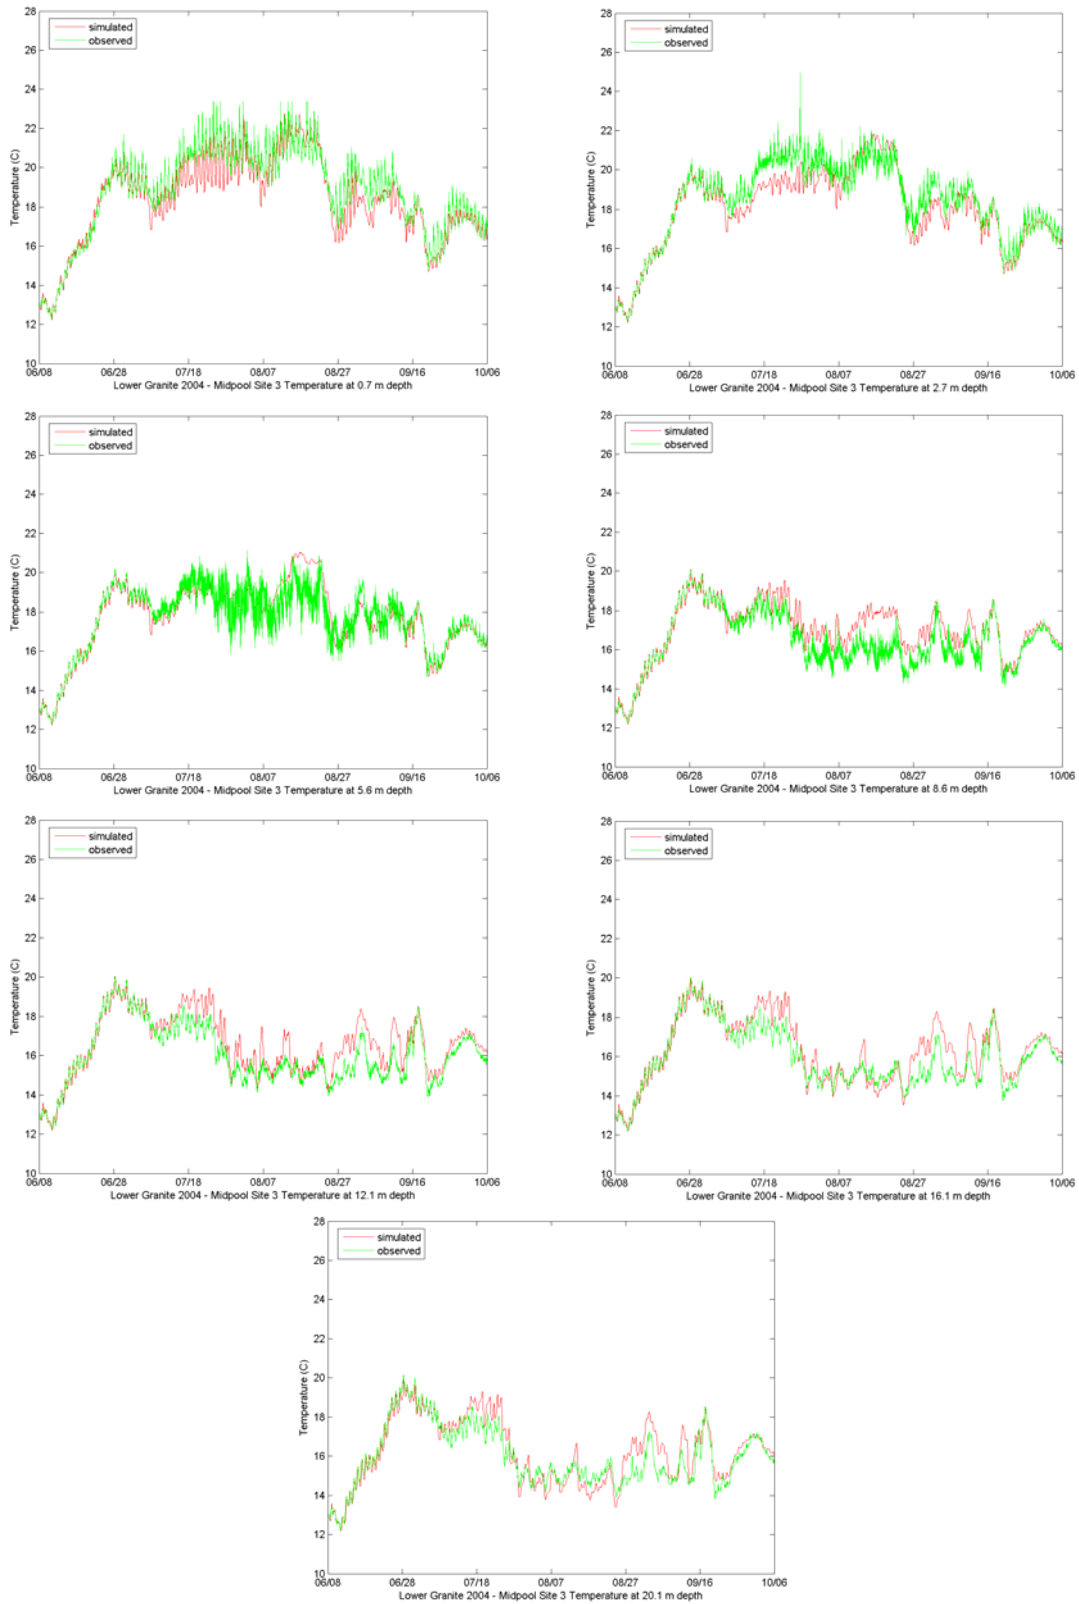 28
26
24
22
20
18
16
14
12
10
Temperature (C)
simulated
observed
06/08 06/28 07/18 08/07 08/27 09/16 10/06
Lower Granite 2004 - Midpool Site 3 Temperature at 0.7 m depth
28
26
24
22
20
18
16
14
12
10
Temperature (C)
simulated
observed
06/08 06/28 07/18 08/07 08/27 09/16 10/06
Lower Granite 2004 - Midpool Site 3 Temperature at 2.7 m depth
28
26
24
22
20
18
16
14
12
10
Temperature (C)
simulated
observed
06/08 06/28 07/18 08/07 08/27 09/16 10/06
Lower Granite 2004 - Midpool Site 3 Temperature at 5.6 m depth
28
26
24
22
20
18
16
14
12
10
Temperature (C)
simulated
observed
06/08 06/28 07/18 08/07 08/27 09/16 10/06
Lower Granite 2004 - Midpool Site 3 Temperature at 8.6 m depth
28
26
24
22
20
18
16
14
12
10
Temperature (C)
simulated
observed
06/08 06/28 07/18 08/07 08/27 09/16 10/06
Lower Granite 2004 - Midpool Site 3 Temperature at 12.1 m depth
28
26
24
22
20
18
16
14
12
10
Temperature (C)
simulated
observed
06/08 06/28 07/18 08/07 08/27 09/16 10/06
Lower Granite 2004 - Midpool Site 3 Temperature at 16.1 m depth
28
26
24
22
20
18
16
14
12
10
Temperature (C)
simulated
observed
06/08 06/28 07/18 08/07 08/27 09/16 10/06
Lower Granite 2004 - Midpool Site 3 Temperature at 20.1 m depth